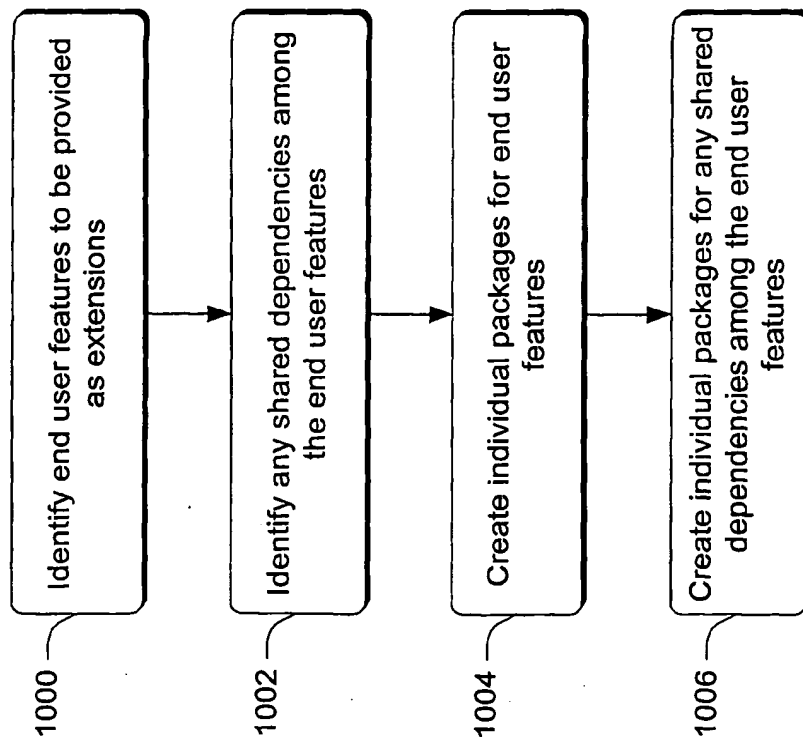 1000
Identify end user features to be provided
as extensions
1002
Identify any shared dependencies among
the end user features
1004
Create individual packages for end user
features
1006
Create individual packages for any shared
dependencies among the end user
features